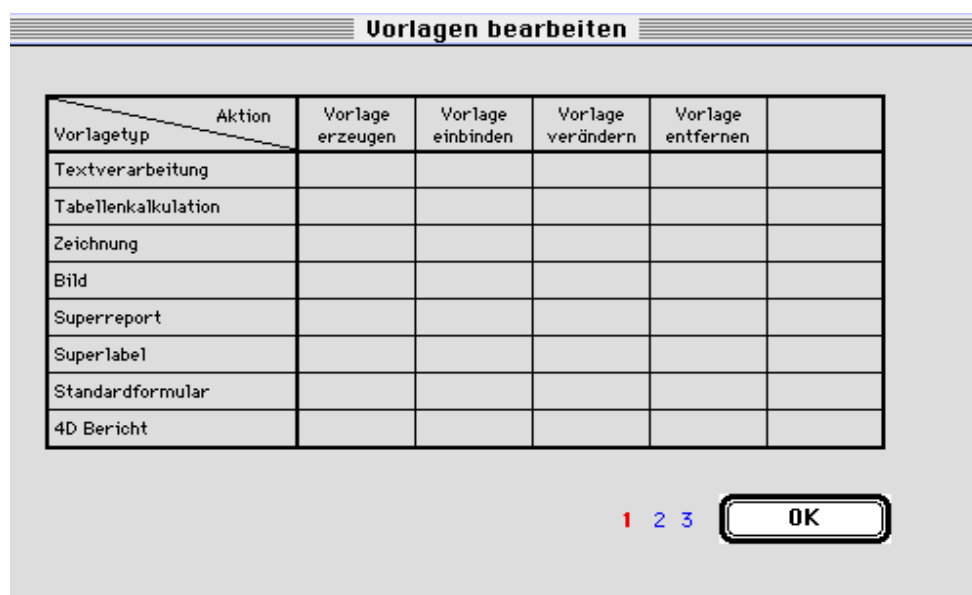 Vorlagen bearbeiten
Aktion
Vorlagetyp
Vorlage erzeugen
Vorlage einbinden
Vorlage verändern
Vorlage entfernen
Textverarbeitung
Tabellenkalkulation
Zeichnung
Bild
Superreport
Superlabel
Standardformular
4D Bericht
1 2 3 OK